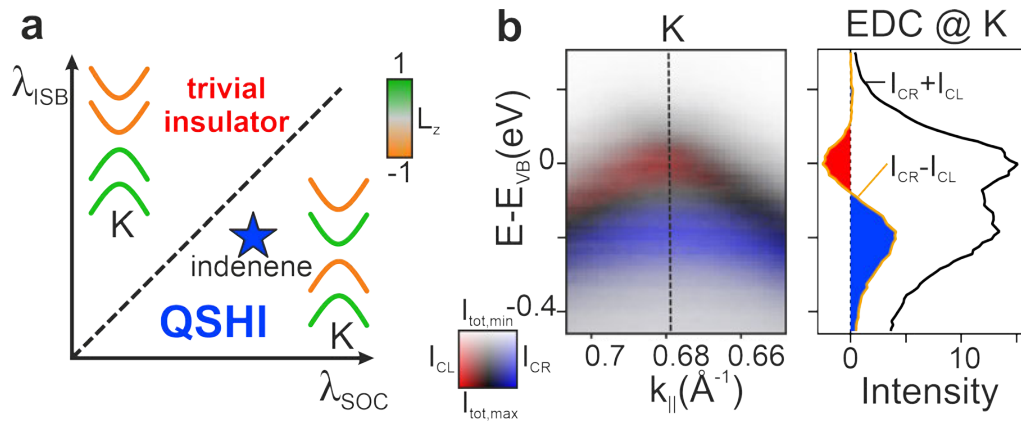 a
λISB
trivial
insulator
1
Lz
-1
K
indenene
QSHI
K
λSOC
b
K
E-EVB(eV)
0
-0.4
0.7
0.68
0.66
k||(Å-1)
Itot,min
ICL
ICR
Itot,max
EDC @ K
ICR+ICL
ICR-ICL
0
10
Intensity